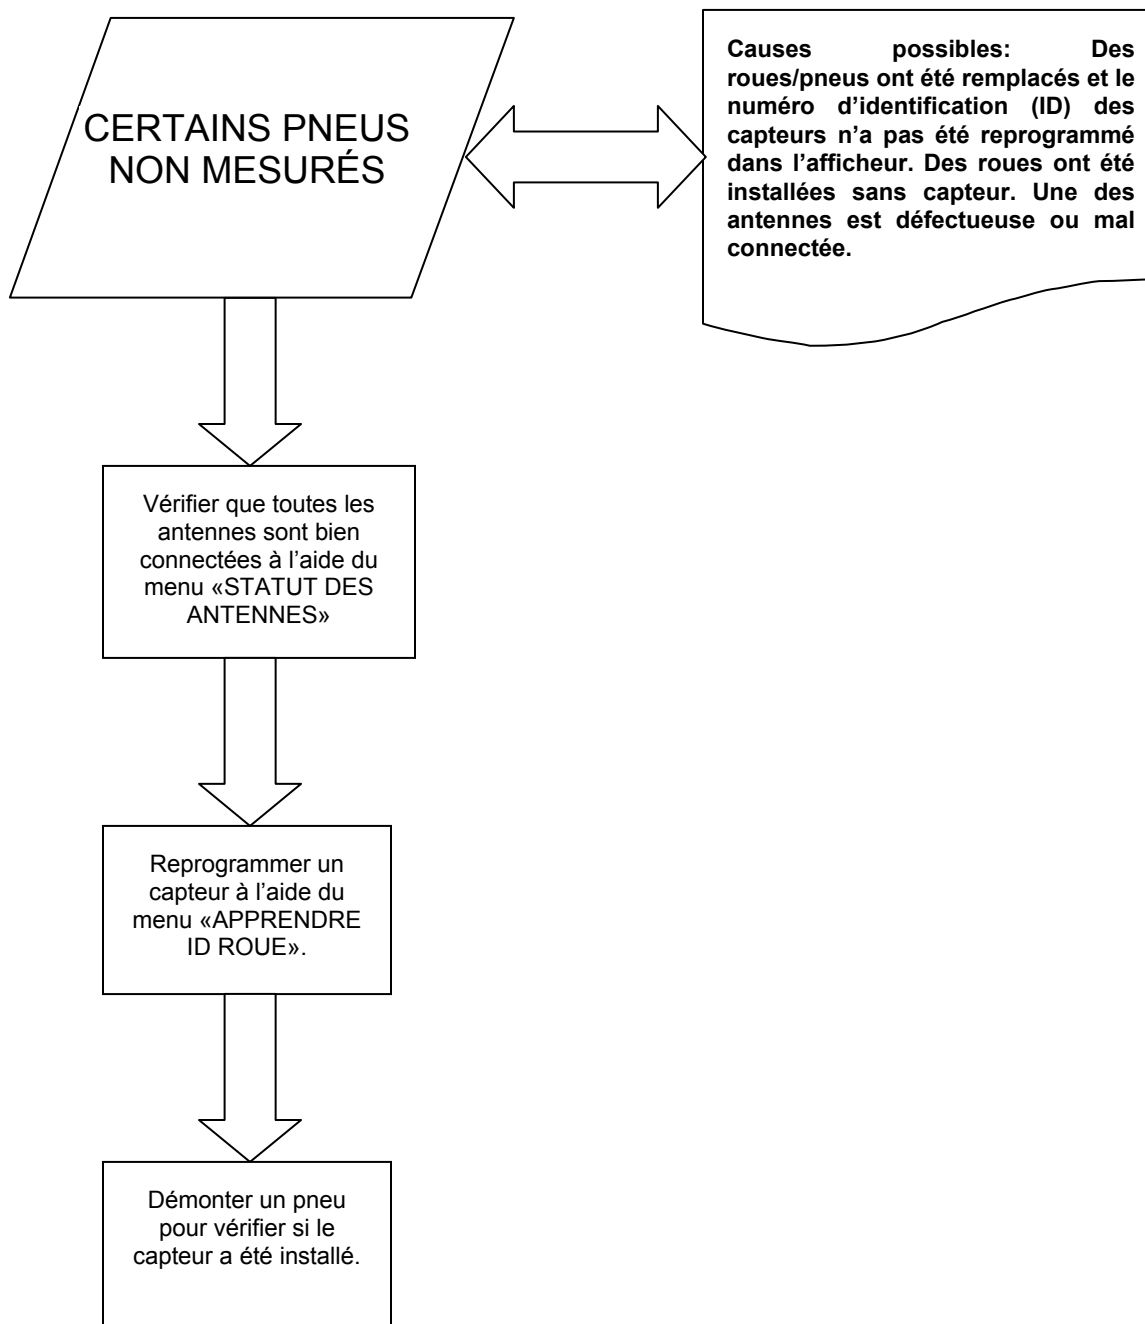 CERTAINS PNEUS
NON MESURÉS
Causes possibles: Des
roues/pneus ont été remplacés et le
numéro d’identification (ID) des
capteurs n’a pas été reprogrammé
dans l’afficheur. Des roues ont été
installées sans capteur. Une des
antennes est défectueuse ou mal
connectée.
Vérifier que toutes les
antennes sont bien
connectées à l’aide du
menu «STATUT DES
ANTENNES»
Reprogrammer un
capteur à l’aide du
menu «APPRENDRE
ID ROUE».
Démonter un pneu
pour vérifier si le
capteur a été installé.